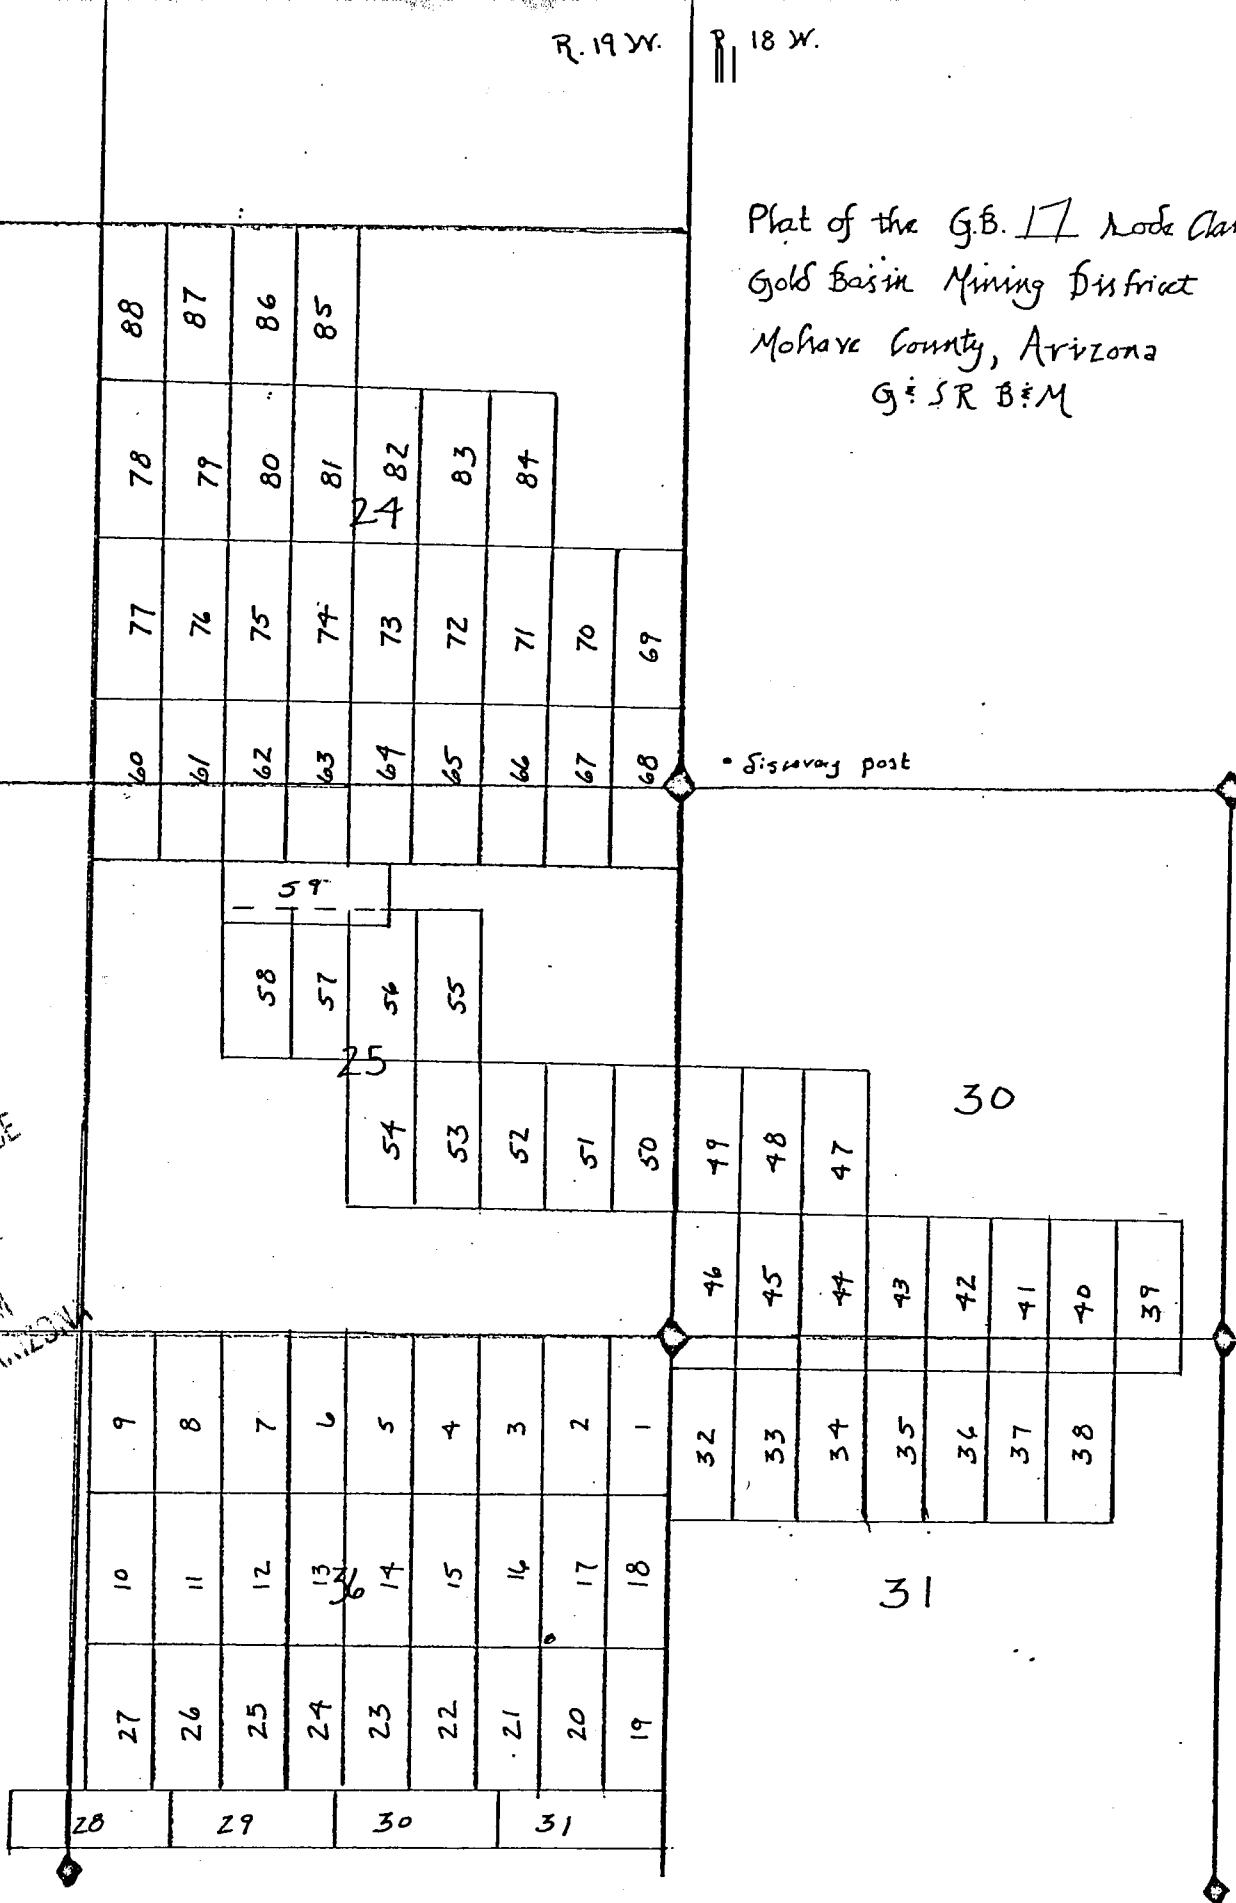 R. 19 W. R. 18 W.
Plat of the G.B. II Lode Cla
Gold Basin Mining District
Mohave County, Arizona
G & S R B & M
88 87 86 85
78 79 80 81 82 83 84
24
77 76 75 74 73 72 71 70 69
60 61 62 63 64 65 66 67 68
• discovery post
59
58 57 56 55
25
30
54 53 52 51 50 49 48 47
46 45 44 43 42 41 40 39
9 8 7 6 5 4 3 2 1
32 33 34 35 36 37 38
10 11 12 13 14 15 16 17 18
36
31
27 26 25 24 23 22 21 20 19
28 29 30 31